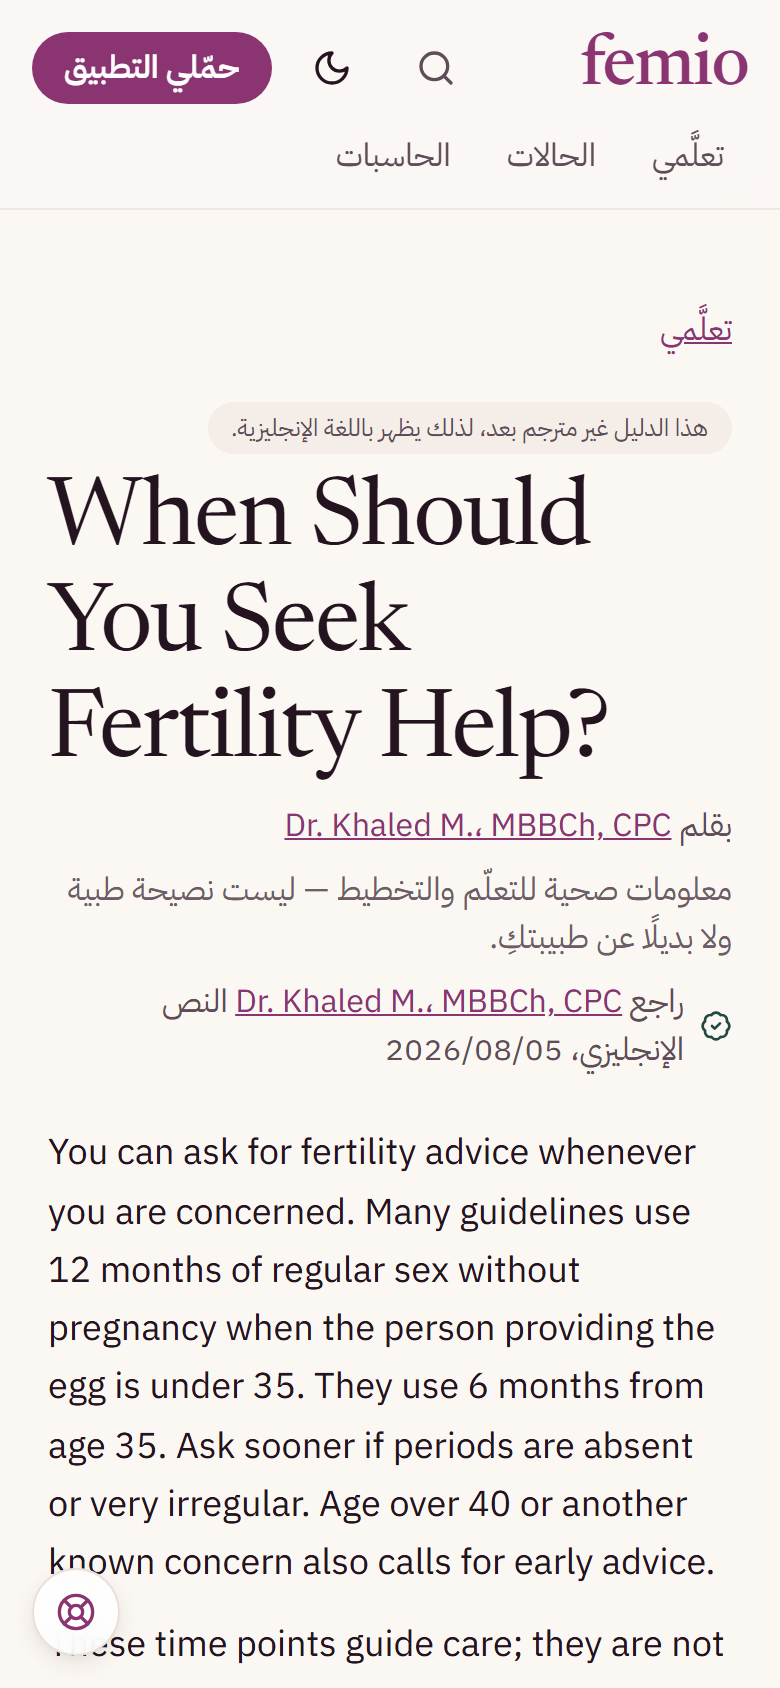 femio
حمّلي التطبيق
تعلَّمي الحالات الحاسبات
تعلَّمي
هذا الدليل غير مترجم بعد، لذلك يظهر باللغة الإنجليزية.
When Should
You Seek
Fertility Help?
بقلم Dr. Khaled M.، MBBCh, CPC
معلومات صحية للتعلّم والتخطيط — ليست نصيحة طبية
ولا بديلًا عن طبيبتكِ.
راجع Dr. Khaled M.، MBBCh, CPC النص
الإنجليزي، 2026/08/05
You can ask for fertility advice whenever
you are concerned. Many guidelines use
12 months of regular sex without
pregnancy when the person providing the
egg is under 35. They use 6 months from
age 35. Ask sooner if periods are absent
or very irregular. Age over 40 or another
known concern also calls for early advice.
These time points guide care; they are not